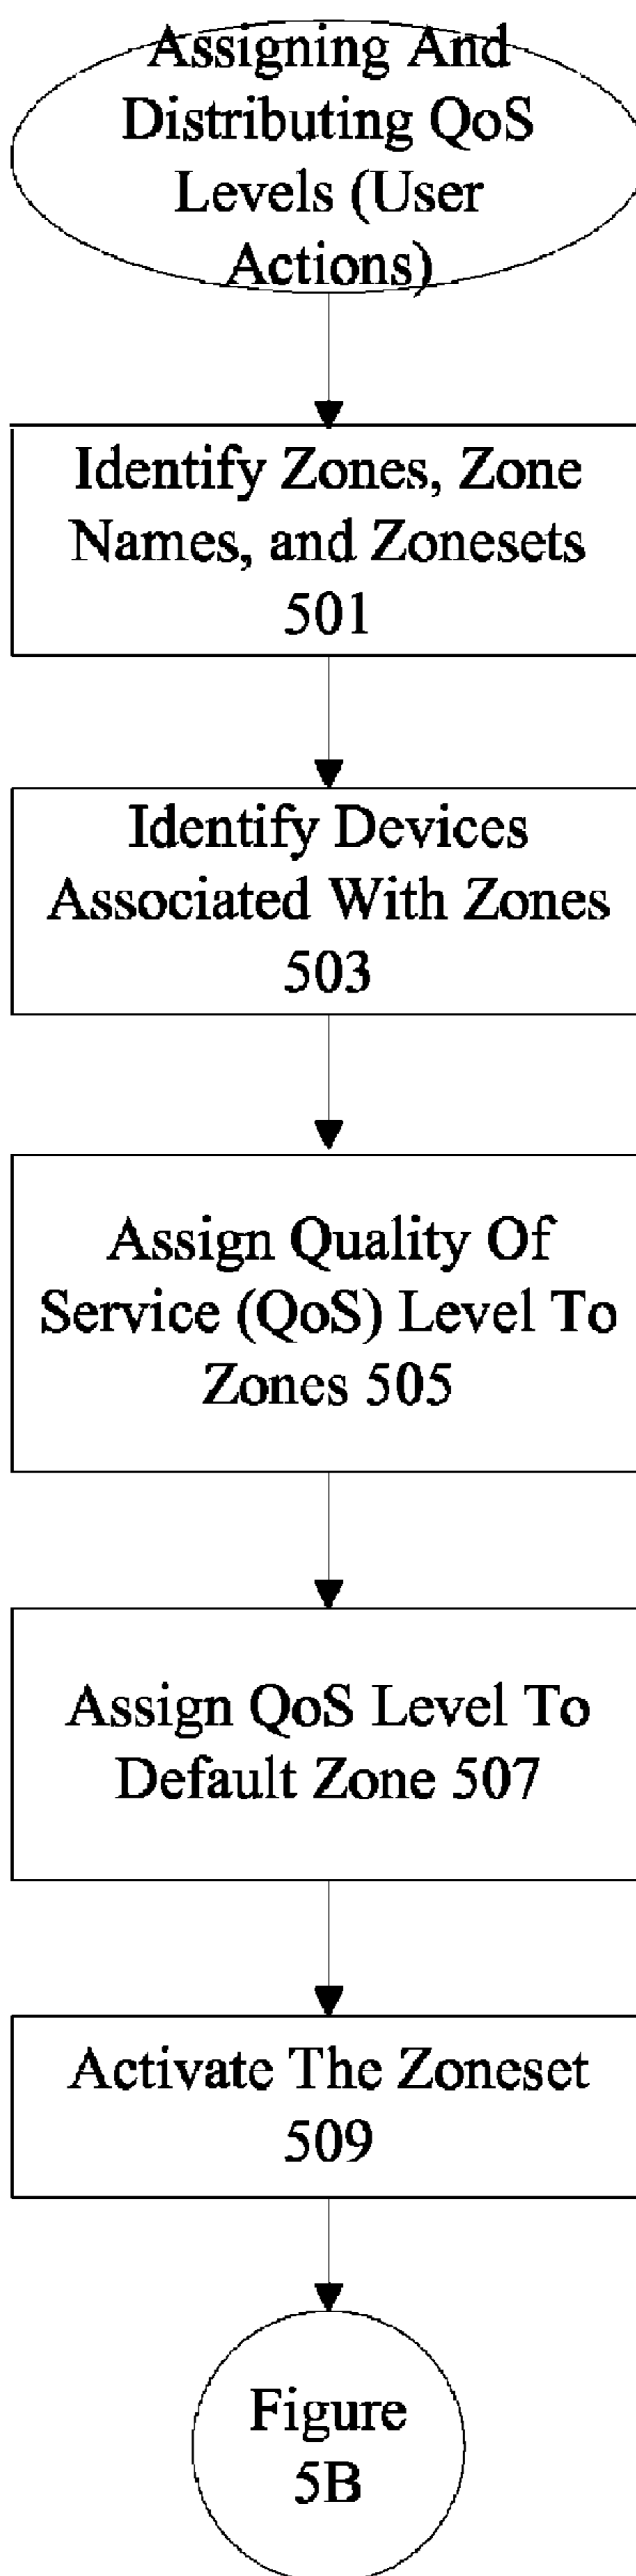 Assigning And
Distributing QoS
Levels (User
Actions)
Identify Zones, Zone
Names, and Zonesets
501
Identify Devices
Associated With Zones
503
Assign Quality Of
Service (QoS) Level To
Zones 505
Assign QoS Level To
Default Zone 507
Activate The Zoneset
509
Figure
5B